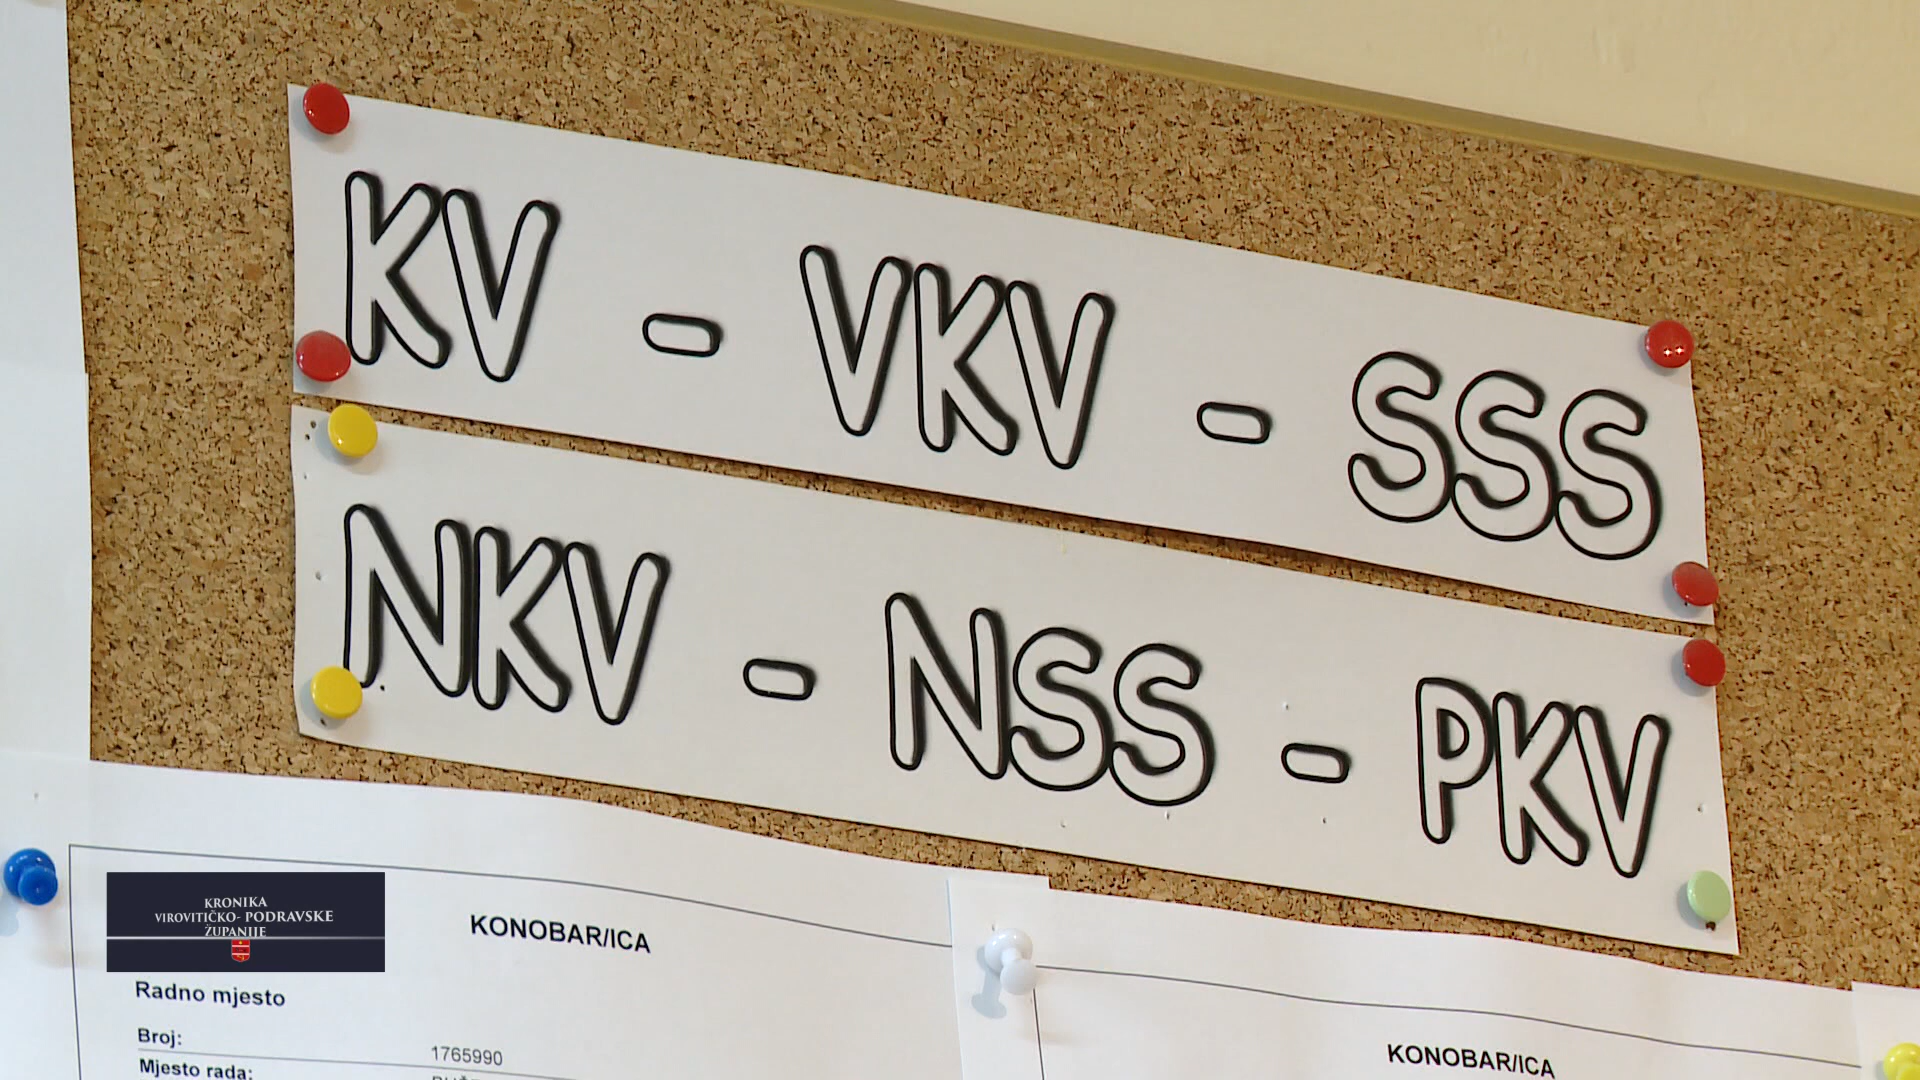 KV - VKV - SSS
NKV - NSS - PKV
KRONIKA
VIROVITIČKO- PODRAVSKE
ŽUPANIJE
KONOBAR/ICA
Radno mjesto
Broj:
1765990
Mjesto rada:
KONOBAR/ICA